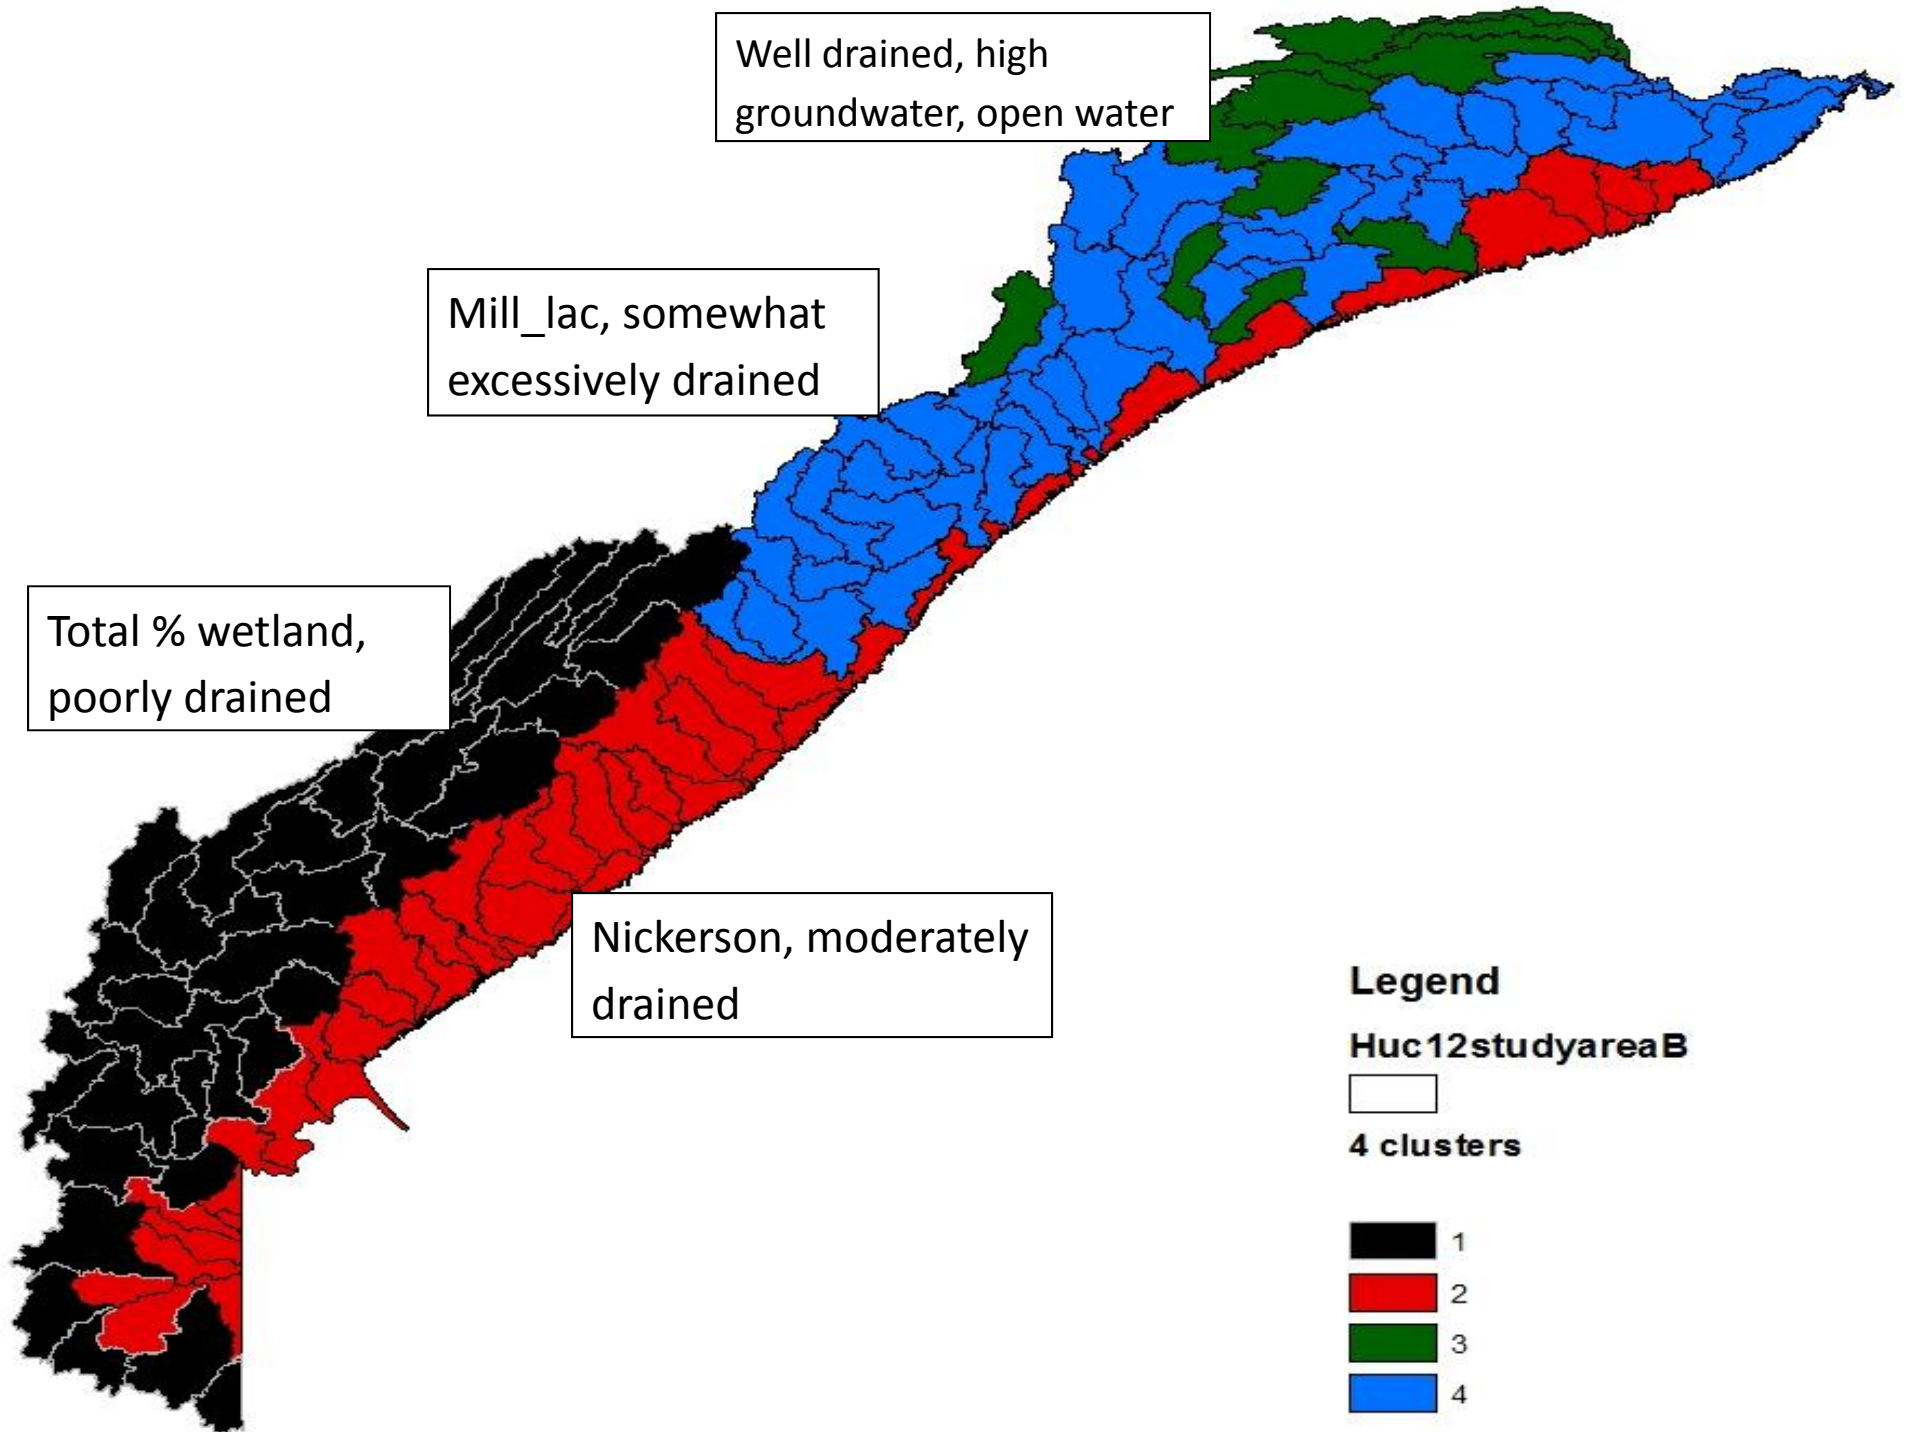 Well drained, high
groundwater, open water
Mill_lac, somewhat
excessively drained
Total % wetland,
poorly drained
Nickerson, moderately
drained
Legend
Huc12studyareaB
4 clusters
1
2
3
4